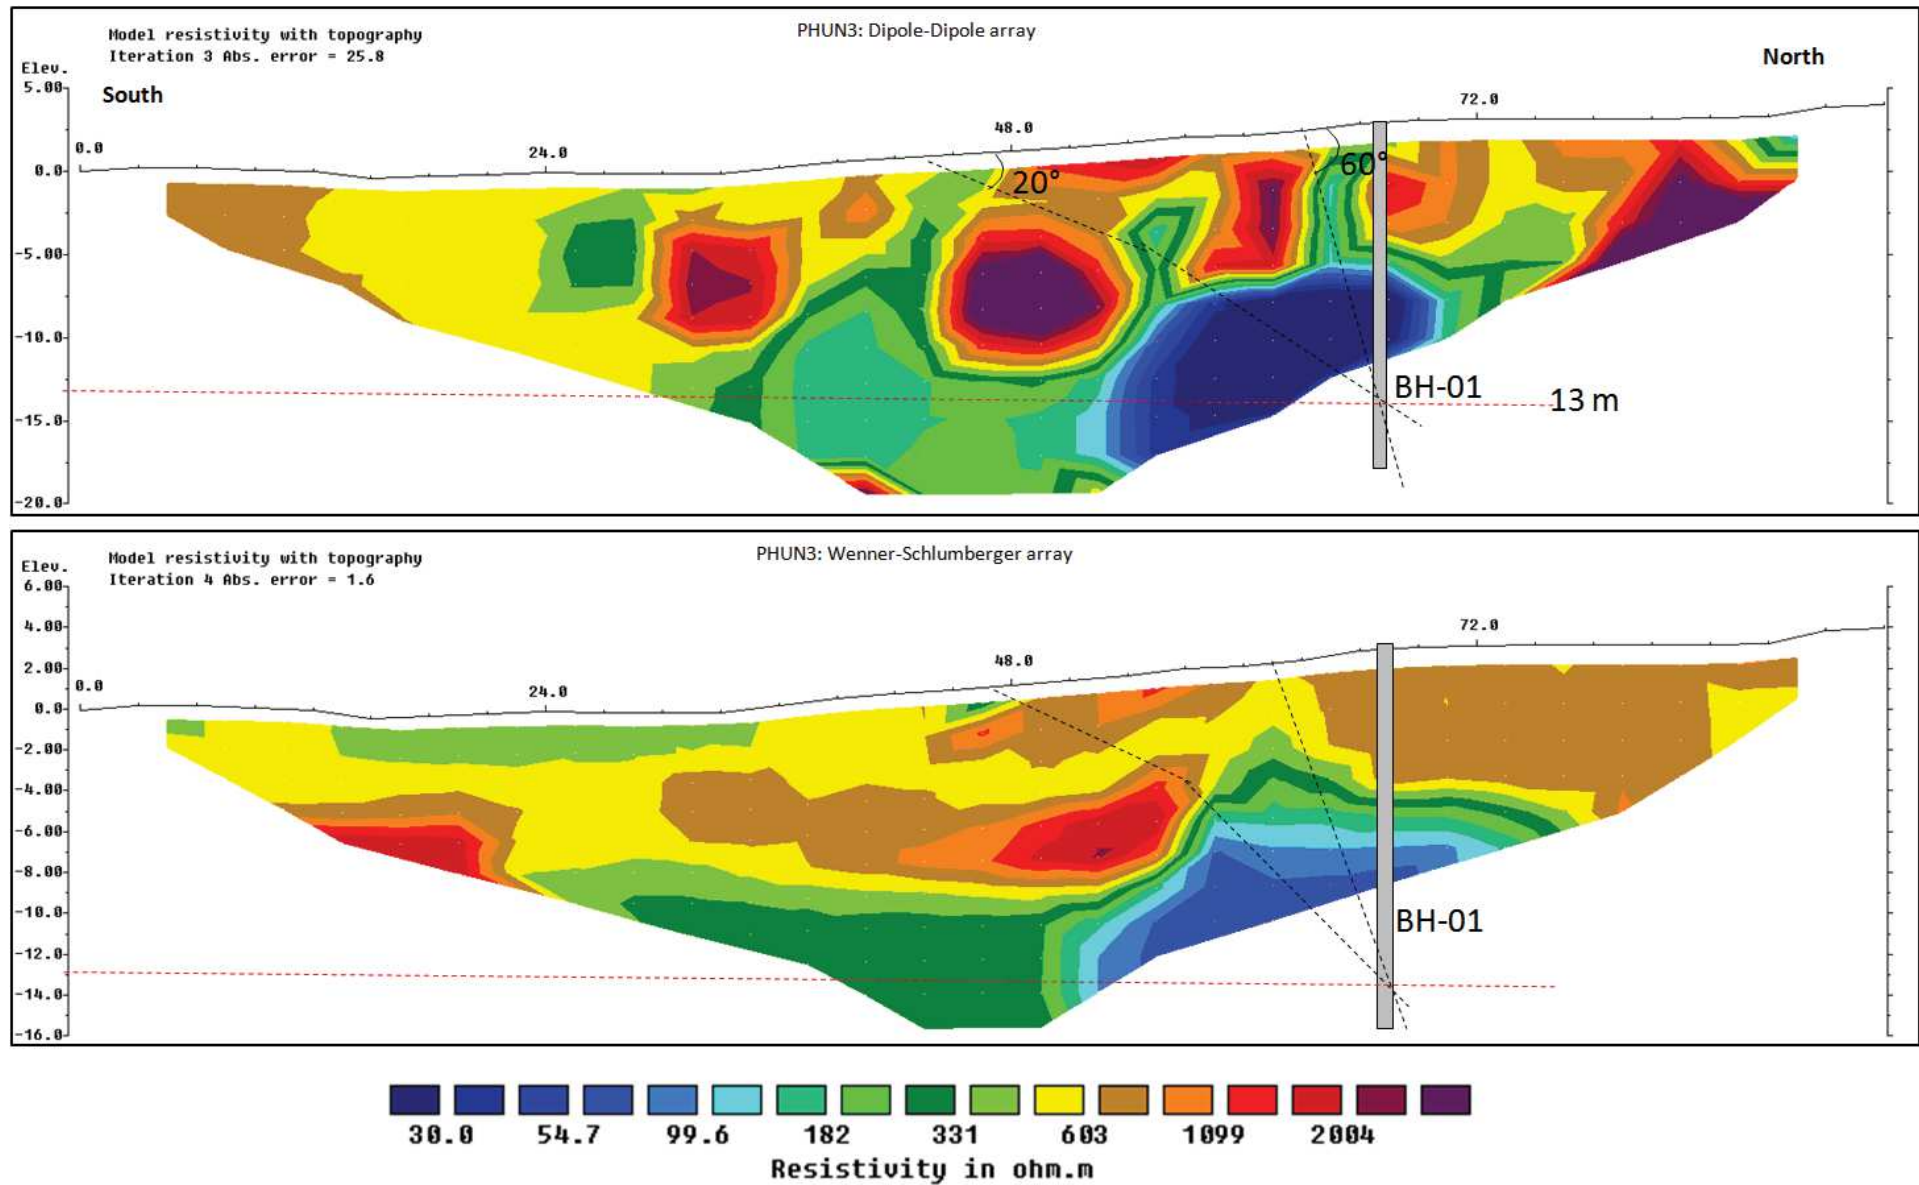 Model resistivity with topography
PHUN3: Dipole-Dipole array
Iteration 3 Abs. error = 25.8
Elev.
North
5.00
South
72.0
48.0
0.0
24.0
0.0
60°
20°
-5.00
-10.0
BH-01
13 m
-15.0
-20.0
Model resistivity with topography
PHUN3: Wenner-Schlumberger array
Elev.
Iteration 4 Abs. error = 1.6
6.00
4.00
72.0
2.00
48.0
0.0
24.0
0.0
-2.00
-4.00
-6.00
-8.00
-10.0
BH-01
-12.0
-14.0
-16.0
30.0 54.7 99.6 182 331 603 1099 2004
Resistivity in ohm.m